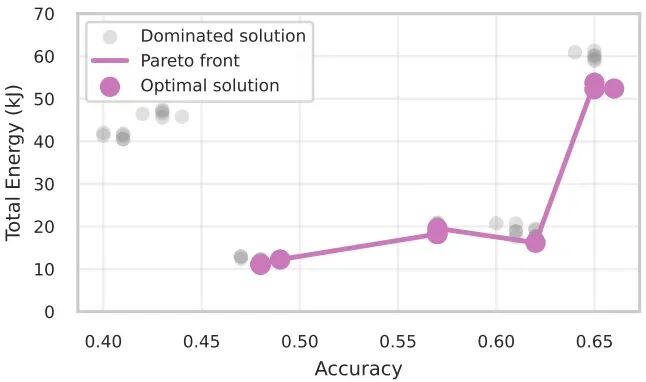 70
60
50
40
30
20
10
0
Total Energy (kJ)
Dominated solution
Pareto front
Optimal solution
0.40 0.45 0.50 0.55 0.60 0.65
Accuracy